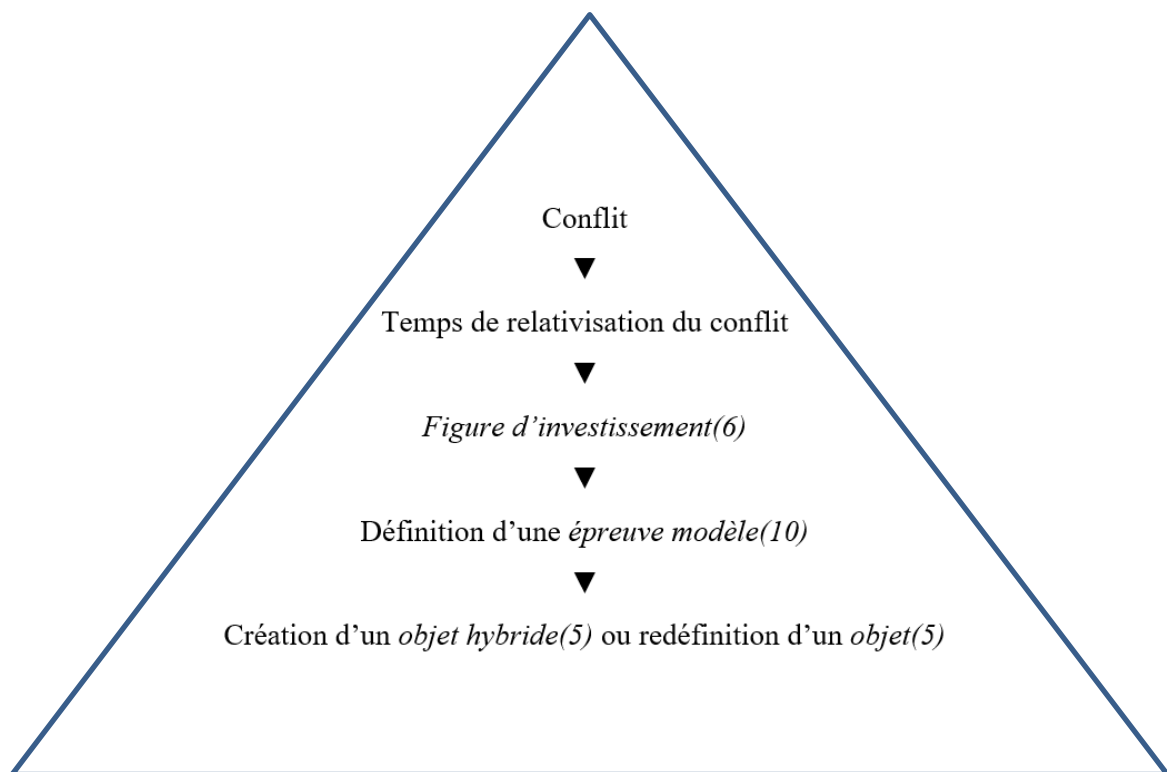 Conflit
▼
Temps de relativisation du conflit
▼
Figure d’investissement(6)
▼
Définition d’une épreuve modèle(10)
▼
Création d’un objet hybride(5) ou redéfinition d’un objet(5)